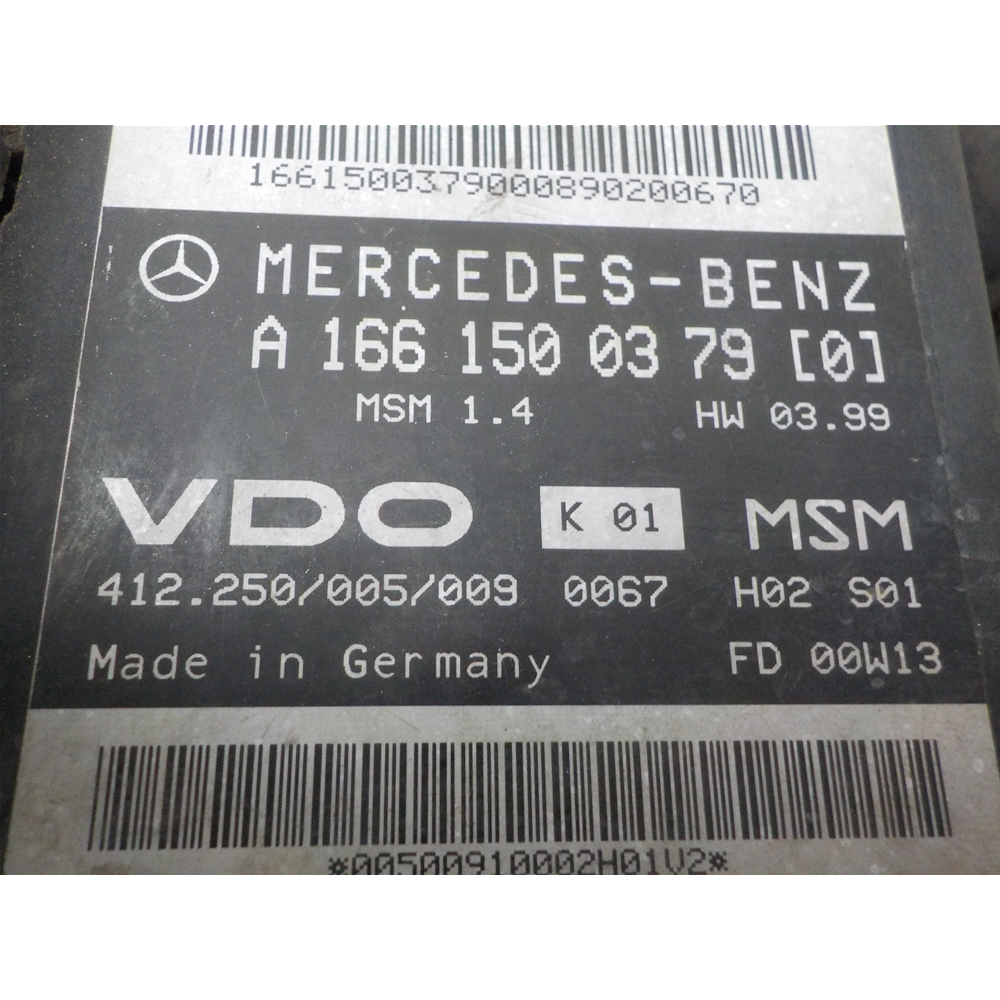 1661500379000890200670
MERCEDES-BENZ
A 166 150 03 79 [0]
MSM 1.4 HW 03.99
VDO K 01 MSM
412.250/005/009 0067 H02 S01
Made in Germany FD 00W13
*00500910002H01V2*